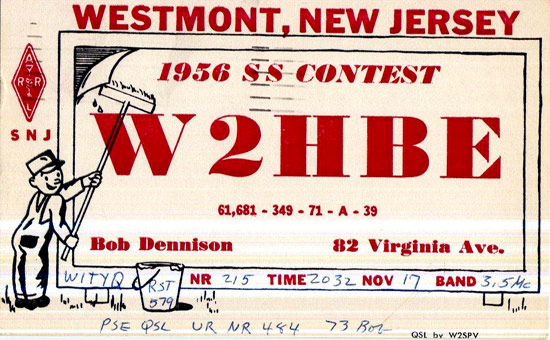 WESTMONT, NEW JERSEY
A
R R
L
SNJ
1956 SS CONTEST
W2HBE
61,681 - 349 - 71 - A - 39
Bob Dennison 82 Virginia Ave.
W1TYQ RST 579 NR 215 TIME 2032 NOV 17 BAND 3.5 Mc
PSE QSL UR NR 484 73 Bob
QSL by W2SPV